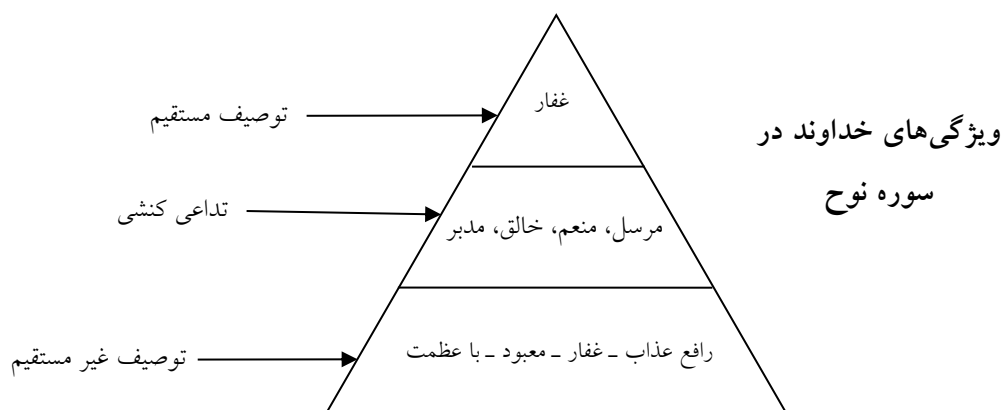 ویژگی‌های خداوند در
سوره نوح
غفار
توصیف مستقیم
مرسل، منعم، خالق، مدبر
تداعی کنشی
رافع عذاب ـ غفار ـ معبود ـ با عظمت
توصیف غیر مستقیم